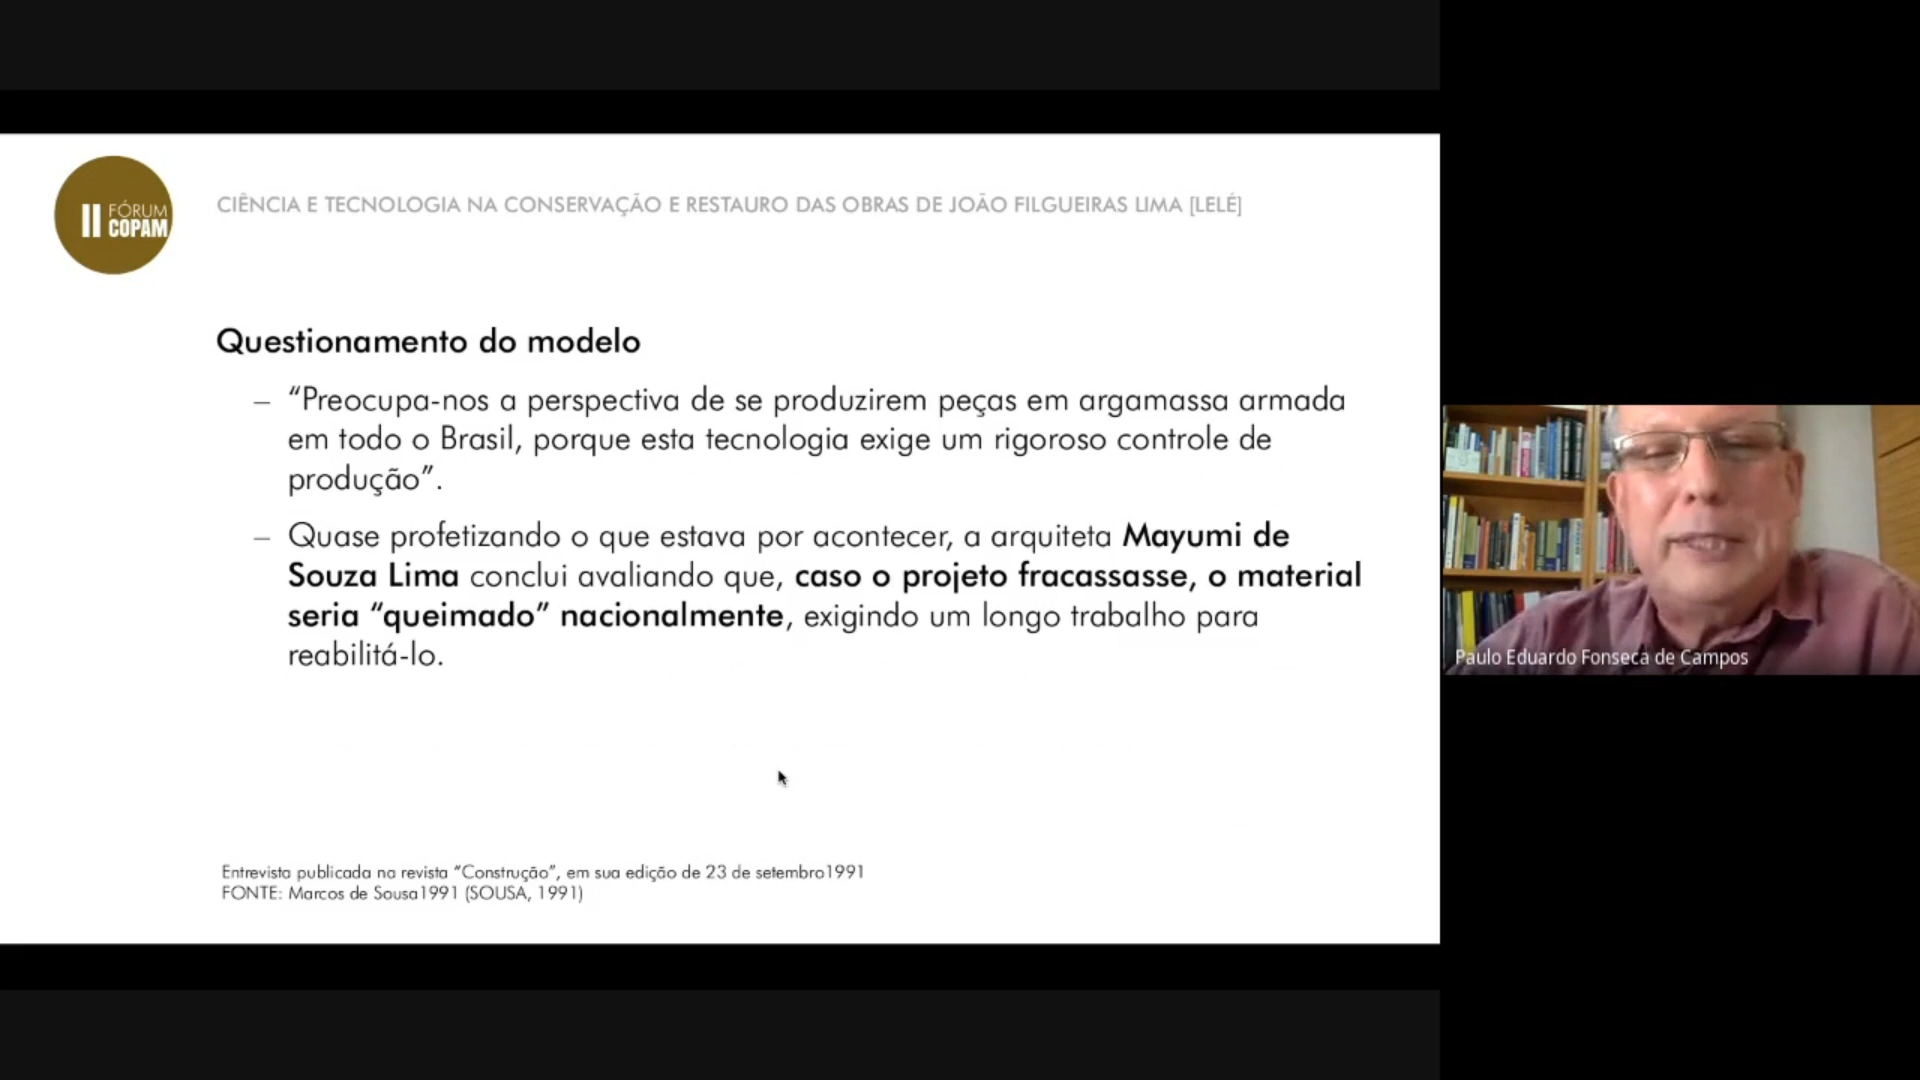 II FÓRUM
COPAM
CIÊNCIA E TECNOLOGIA NA CONSERVAÇÃO E RESTAURO DAS OBRAS DE JOÃO FILGUEIRAS LIMA [LELÉ]
Questionamento do modelo
– “Preocupa-nos a perspectiva de se produzirem peças em argamassa armada
em todo o Brasil, porque esta tecnologia exige um rigoroso controle de
produção”.
– Quase profetizando o que estava por acontecer, a arquiteta Mayumi de
Souza Lima conclui avaliando que, caso o projeto fracassasse, o material
seria “queimado” nacionalmente, exigindo um longo trabalho para
reabilitá-lo.
Entrevista publicada na revista “Construção”, em sua edição de 23 de setembro1991
FONTE: Marcos de Sousa1991 (SOUSA, 1991)
Paulo Eduardo Fonseca de Campos